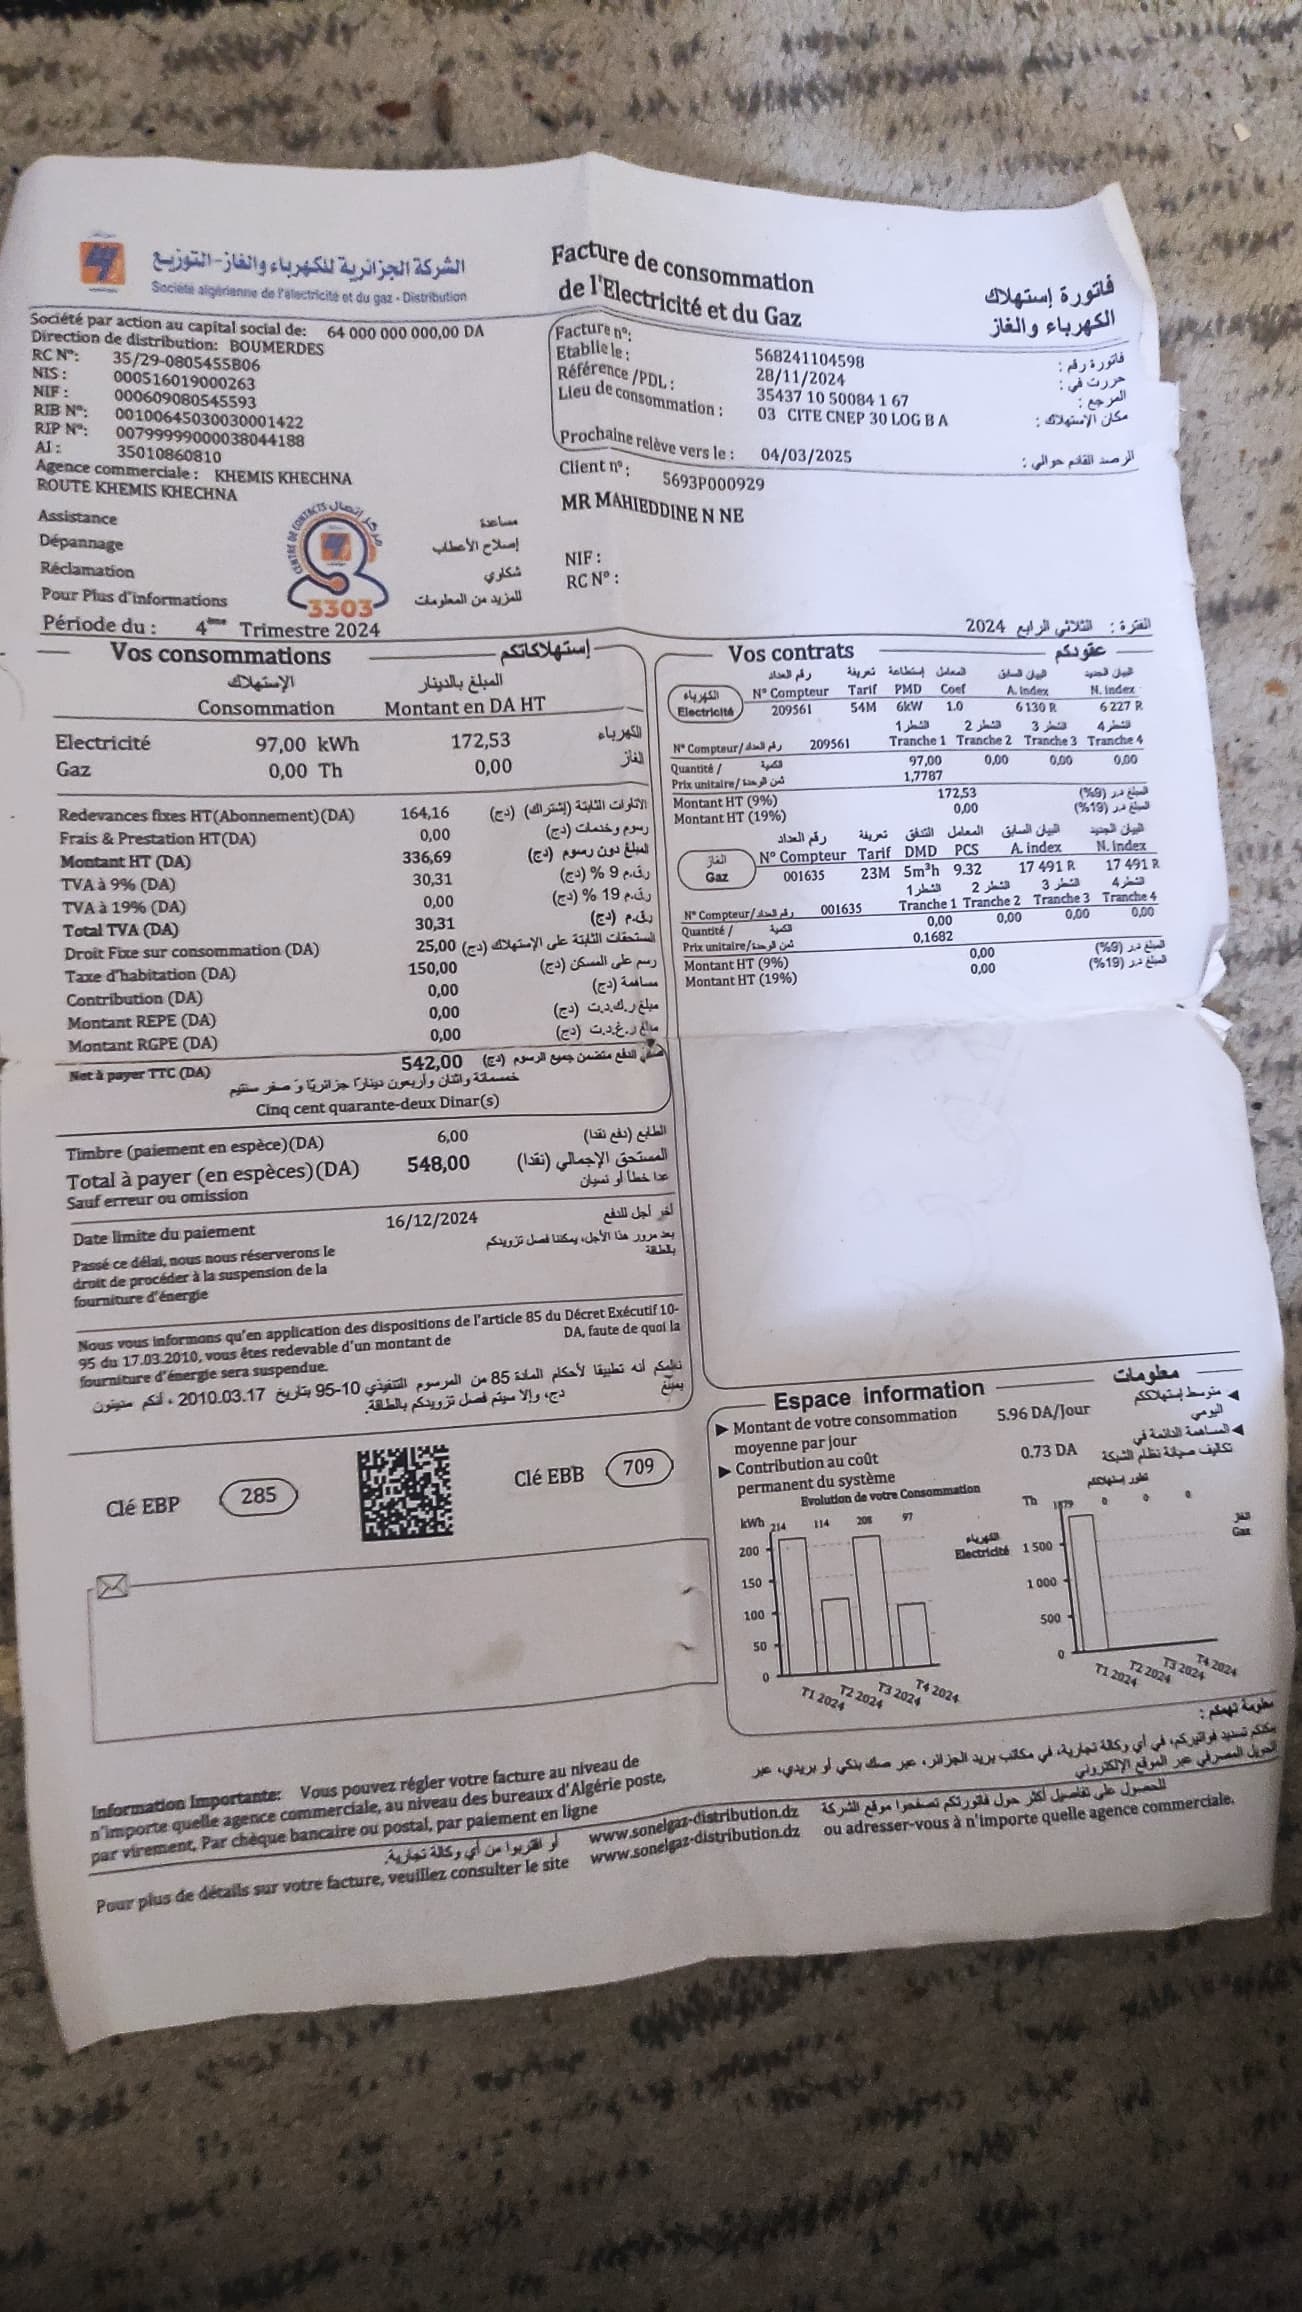 الشركة الجزائرية للكهرباء والغاز-التوزيع
Société algérienne de l'électricité et du gaz - Distribution
Facture de consommation
de l'Electricité et du Gaz
فاتورة إستهلاك
الكهرباء والغاز
Société par action au capital social de: 64 000 000 000,00 DA
Direction de distribution: BOUMERDES
RC N°: 35/29-0805455B06
NIS : 000516019000263
NIF : 000609080545593
RIB N°: 00100645030030001422
RIP N°: 00799999000038044188
AI : 35010860810
Agence commerciale : KHEMIS KHECHNA
ROUTE KHEMIS KHECHNA
Facture n°: 568241104598 فاتورة رقم :
Etablie le : 28/11/2024 حررت في :
Référence /PDL : 35437 10 50084 1 67 المرجع :
Lieu de consommation : 03 CITE CNEP 30 LOG B A مكان الإستهلاك :
Prochaine relève vers le : 04/03/2025 الرصد القادم حوالي :
Client n° : 5693P000929
MR MAHIEDDINE N NE
NIF :
RC N° :
Assistance مساعدة
Dépannage إصلاح الأعطاب
Réclamation شكاوي
Pour Plus d'informations للمزيد من المعلومات
CENTRE DE CONTACTS مركز إتصال
3303
Période du : 4ème Trimestre 2024
الفترة : الثلاثي الرابع 2024
Vos consommations إستهلاكاتكم
الإستهلاك المبلغ بالدينار
Consommation Montant en DA HT
Electricité 97,00 kWh 172,53 الكهرباء
Gaz 0,00 Th 0,00 الغاز
Redevances fixes HT(Abonnement)(DA) 164,16 الاتاوات الثابتة (إشتراك) (دج)
Frais & Prestation HT(DA) 0,00 رسوم وخدمات (دج)
Montant HT (DA) 336,69 المبلغ دون رسوم (دج)
TVA à 9% (DA) 30,31 ر.ق.م 9 % (دج)
TVA à 19% (DA) 0,00 ر.ق.م 19 % (دج)
Total TVA (DA) 30,31 ر.ق.م (دج)
Droit Fixe sur consommation (DA) 25,00 المستحقات الثابتة على الإستهلاك (دج)
Taxe d'habitation (DA) 150,00 رسم على المسكن (دج)
Contribution (DA) 0,00 مساهمة (دج)
Montant REPE (DA) 0,00 مبلغ ر.ك.د.ت (دج)
Montant RGPE (DA) 0,00 مبلغ ر.غ.د.ت (دج)
Net à payer TTC (DA) 542,00 الدفع متضمن جميع الرسوم (دج)
خمسمائة واثنان وأربعون دينارًا جزائريًا و صفر سنتيم
Cinq cent quarante-deux Dinar(s)
Timbre (paiement en espèce)(DA) 6,00 الطابع (دفع نقدا)
Total à payer (en espèces)(DA) 548,00 المستحق الإجمالي (نقدا)
Sauf erreur ou omission عدا خطأ أو نسيان
Date limite du paiement 16/12/2024 آخر أجل للدفع
Passé ce délai, nous nous réserverons le
droit de procéder à la suspension de la
fourniture d'énergie
بعد مرور هذا الأجل، يمكننا فصل تزويدكم
بالطاقة
Nous vous informons qu'en application des dispositions de l'article 85 du Décret Exécutif 10-
95 du 17.03.2010, vous êtes redevable d'un montant de DA, faute de quoi la
fourniture d'énergie sera suspendue.
نعلمكم أنه تطبيقا لأحكام المادة 85 من المرسوم التنفيذي 10-95 بتاريخ 2010.03.17 ، أنكم مدينون
بمبلغ دج، وإلا سيتم فصل تزويدكم بالطاقة.
Clé EBP 285
Clé EBB 709
Vos contrats عقودكم
رقم العداد تعريفة إستطاعة المعامل البيان السابق البيان الجديد
الكهرباء N° Compteur Tarif PMD Coef A. Index N. index
Electricité 209561 54M 6kW 1.0 6 130 R 6 227 R
الشطر 1 الشطر 2 الشطر 3 الشطر 4
N° Compteur/رقم العداد 209561 Tranche 1 Tranche 2 Tranche 3 Tranche 4
Quantité / الكمية 97,00 0,00 0,00 0,00
Prix unitaire/ ثمن الوحدة 1,7787
Montant HT (9%) 172,53 المبلغ د.ر (9%)
Montant HT (19%) 0,00 المبلغ د.ر (19%)
رقم العداد تعريفة التدفق المعامل البيان السابق البيان الجديد
الغاز N° Compteur Tarif DMD PCS A. index N. index
Gaz 001635 23M 5m³h 9.32 17 491 R 17 491 R
الشطر 1 الشطر 2 الشطر 3 الشطر 4
N° Compteur/رقم العداد 001635 Tranche 1 Tranche 2 Tranche 3 Tranche 4
Quantité / الكمية 0,00 0,00 0,00 0,00
Prix unitaire/ ثمن الوحدة 0,1682
Montant HT (9%) 0,00 المبلغ د.ر (9%)
Montant HT (19%) 0,00 المبلغ د.ر (19%)
Espace information معلومات
Montant de votre consommation 5.96 DA/Jour متوسط إستهلاككم
moyenne par jour اليومي
Contribution au coût 0.73 DA المساهمة الدائمة في
permanent du système تكاليف صيانة نظام الشبكة
Evolution de votre Consommation تطور إستهلاككم
kWh 214 114 208 97
200
150
100
50
0
T1 2024 T2 2024 T3 2024 T4 2024
الكهرباء
Electricité
Th 1879 0 0 0
1 500
1 000
500
0
T1 2024 T2 2024 T3 2024 T4 2024
الغاز
Gaz
معلومة تهمكم :
Information Importante: Vous pouvez régler votre facture au niveau de
n'importe quelle agence commerciale, au niveau des bureaux d'Algérie poste,
par virement, Par chèque bancaire ou postal, par paiement en ligne
يمكنكم تسديد فواتيركم، في أي وكالة تجارية، في مكاتب بريد الجزائر، عبر صك بنكي أو بريدي، عبر
التحويل المصرفي عبر الموقع الإلكتروني
www.sonelgaz-distribution.dz للحصول على تفاصيل أكثر حول فاتورتكم تصفحوا موقع الشركة
أو اقتربوا من أي وكالة تجارية.
Pour plus de détails sur votre facture, veuillez consulter le site www.sonelgaz-distribution.dz ou adresser-vous à n'importe quelle agence commerciale.